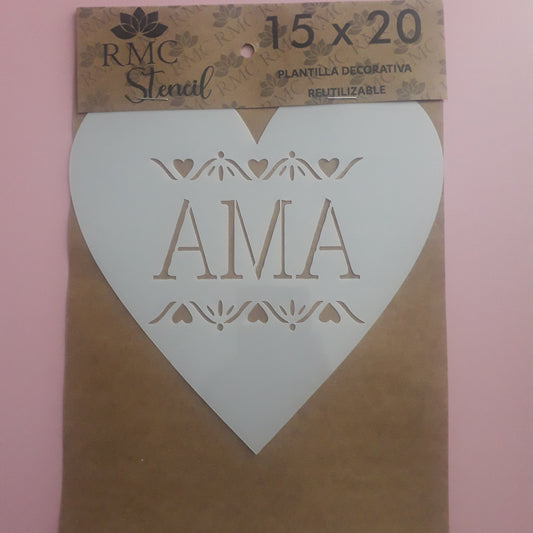 RMC
Stencil
15 x 20
PLANTILLA DECORATIVA
REUTILIZABLE
AMA